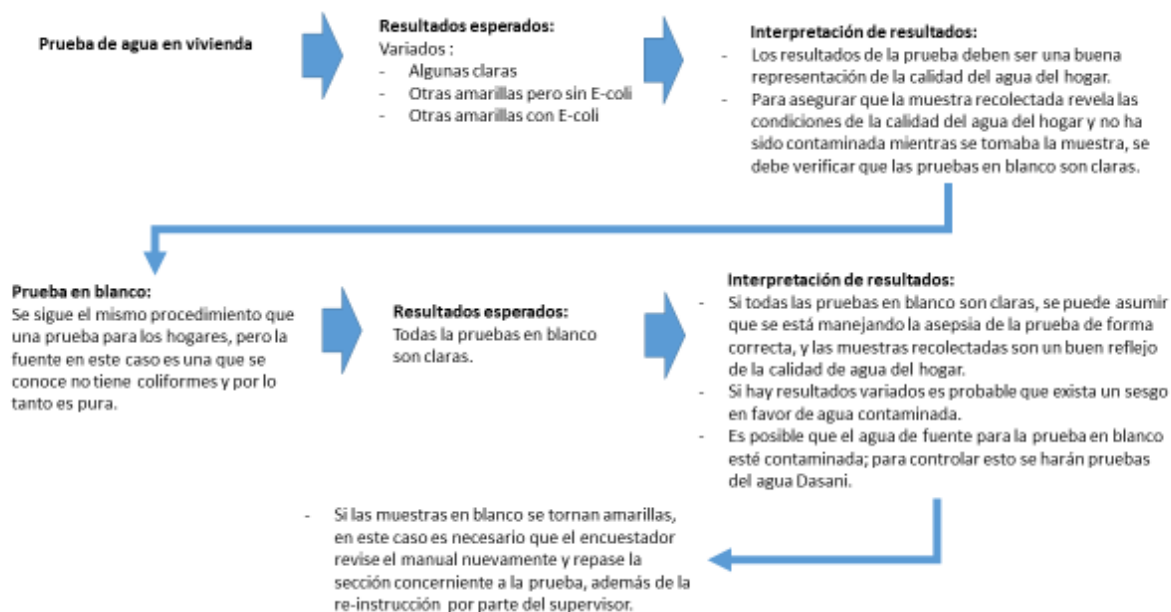 Prueba de agua en vivienda
Resultados esperados:
Variados :
- Algunas claras
- Otras amarillas pero sin E-coli
- Otras amarillas con E-coli
Interpretación de resultados:
- Los resultados de la prueba deben ser una buena
representación de la calidad del agua del hogar.
- Para asegurar que la muestra recolectada revela las
condiciones de la calidad del agua del hogar y no ha
sido contaminada mientras se tomaba la muestra, se
debe verificar que las pruebas en blanco son claras.
Prueba en blanco:
Se sigue el mismo procedimiento que
una prueba para los hogares, pero la
fuente en este caso es una que se
conoce no tiene coliformes y por lo
tanto es pura.
Resultados esperados:
Todas la pruebas en blanco
son claras.
Interpretación de resultados:
- Si todas las pruebas en blanco son claras, se puede asumir
que se está manejando la asepsia de la prueba de forma
correcta, y las muestras recolectadas son un buen reflejo
de la calidad de agua del hogar.
- Si hay resultados variados es probable que exista un sesgo
en favor de agua contaminada.
- Es posible que el agua de fuente para la prueba en blanco
esté contaminada; para controlar esto se harán pruebas
del agua Dasani.
- Si las muestras en blanco se tornan amarillas,
en este caso es necesario que el encuestador
revise el manual nuevamente y repase la
sección concerniente a la prueba, además de la
re-instrucción por parte del supervisor.